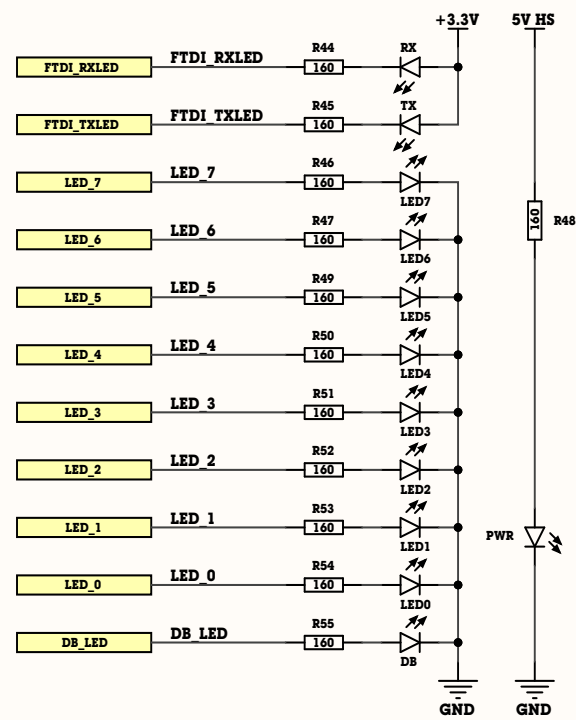 +3.3V 5V HS
R44 RX
FTDI_RXLED FTDI_RXLED 160
R45 TX
FTDI_TXLED FTDI_TXLED 160
R46
LED_7 LED_7 160
LED7
R47
LED_6 LED_6 160
LED6
160 R48
R49
LED_5 LED_5 160
LED5
R50
LED_4 LED_4 160
LED4
R51
LED_3 LED_3 160
LED3
R52
LED_2 LED_2 160
LED2
R53
LED_1 LED_1 160
LED1
PWR
R54
LED_0 LED_0 160
LED0
R55
DB_LED DB_LED 160
DB
GND GND